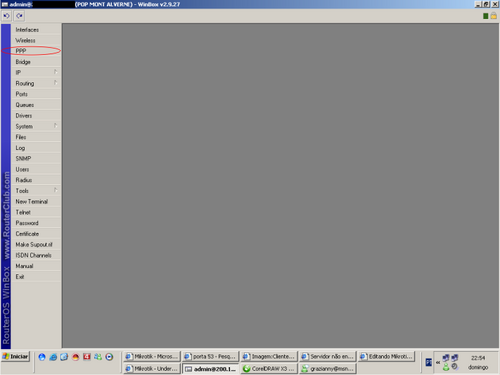 admin@ (POP MONT ALVERNE) - WinBox v2.9.27
Interfaces
Wireless
PPP
Bridge
IP
Routing
Ports
Queues
Drivers
System
Files
Log
SNMP
Users
Radius
Tools
New Terminal
Telnet
Password
Certificate
Make Supout.rif
ISDN Channels
Manual
Exit
RouterOS WinBox www.RouterClub.com
Iniciar
Mikrotik - Micros...
porta 53 - Pesq...
Imagem:Cliente...
Servidor não en...
Editando Mikroti...
Mikrotik - Under...
admin@200.1...
CorelDRAW X3 ...
grazianny@msn...
PT
22:54
domingo